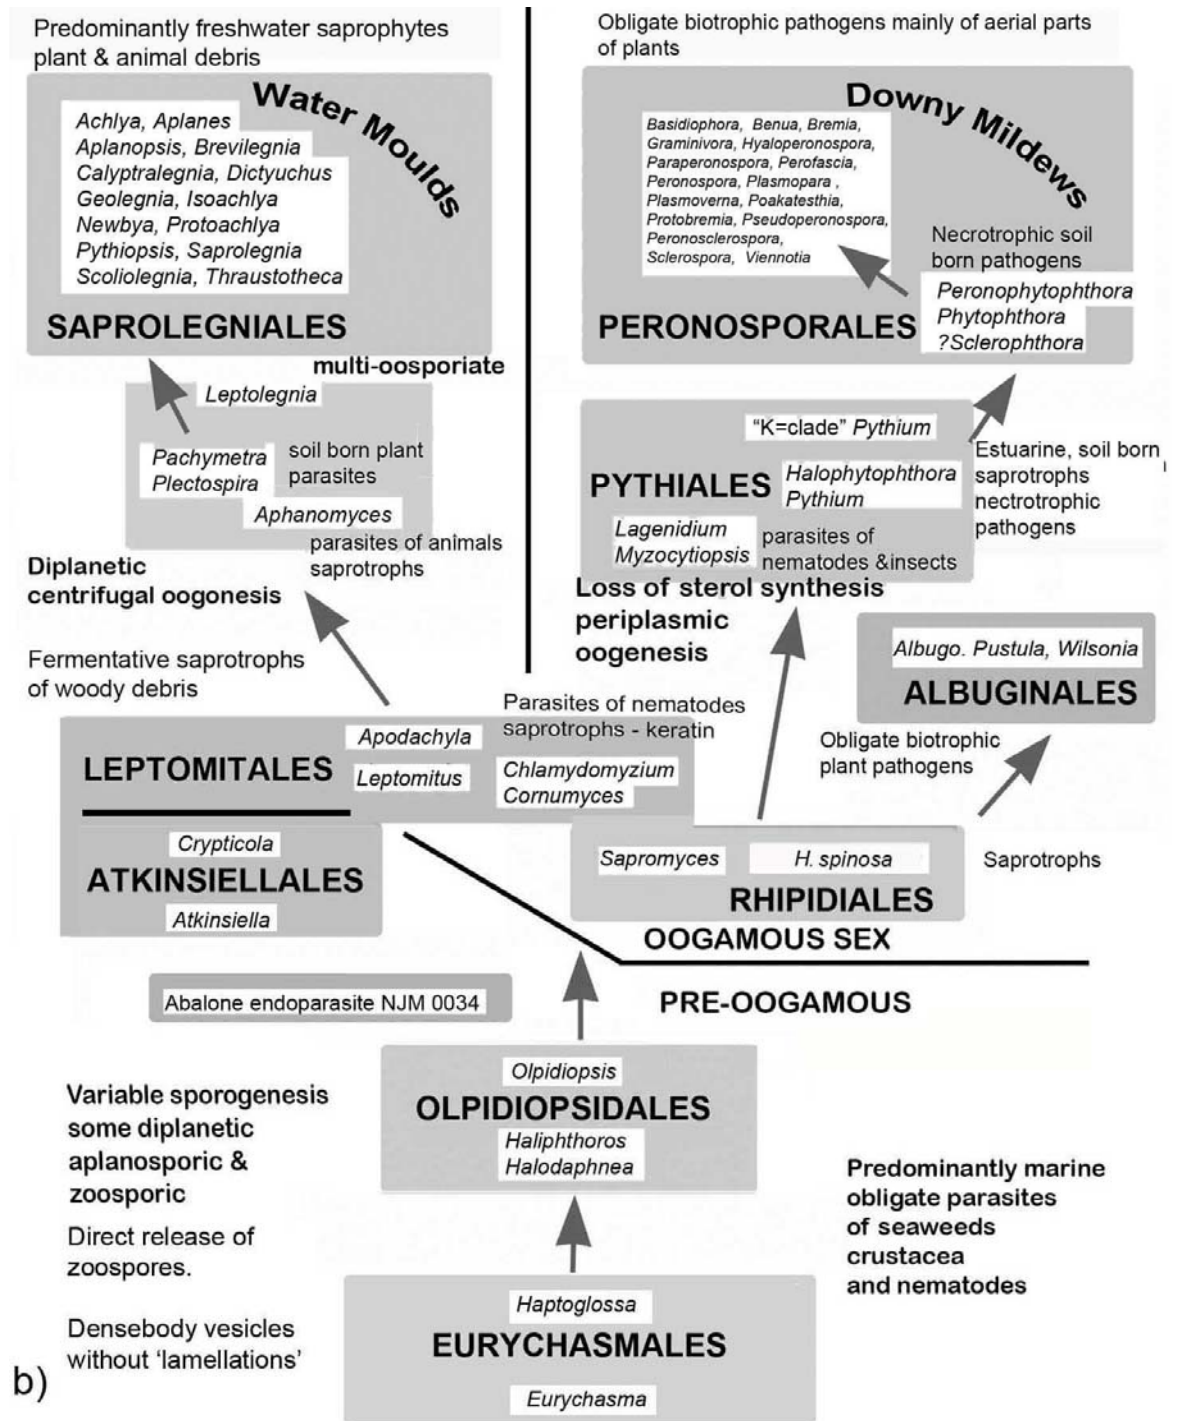 Predominantly freshwater saprophytes
plant & animal debris
Water Moulds
Achlya, Aplanes
Aplanopsis, Brevilegnia
Calyptralegnia, Dictyuchus
Geolegnia, Isoachlya
Newbya, Protoachlya
Pythiopsis, Saprolegnia
Scoliolegnia, Thraustotheca
SAPROLEGNIALES
multi-oosporiate
Leptolegnia
Pachymetra
Plectospira
soil born plant
parasites
Aphanomyces
parasites of animals
saprotrophs
Diplanetic
centrifugal oogonesis
Fermentative saprotrophs
of woody debris
Obligate biotrophic pathogens mainly of aerial parts
of plants
Downy Mildews
Basidiophora, Benua, Bremia,
Graminivora, Hyaloperonospora,
Paraperonospora, Perofascia,
Peronospora, Plasmopara ,
Plasmoverna, Poakatesthia,
Protobremia, Pseudoperonospora,
Peronosclerospora,
Sclerospora, Viennotia
Necrotrophic soil
born pathogens
Peronophytophthora
Phytophthora
?Sclerophthora
PERONOSPORALES
"K=clade" Pythium
PYTHIALES
Halophytophthora
Pythium
Lagenidium
Myzocytiopsis
parasites of
nematodes &insects
Estuarine, soil born
saprotrophs
nectrotrophic
pathogens
Loss of sterol synthesis
periplasmic
oogenesis
Albugo. Pustula, Wilsonia
ALBUGINALES
Obligate biotrophic
plant pathogens
Parasites of nematodes
saprotrophs - keratin
Apodachyla
LEPTOMITALES
Leptomitus
Chlamydomyzium
Cornumyces
Crypticola
ATKINSIELLALES
Atkinsiella
Sapromyces
H. spinosa
RHIPIDIALES
Saprotrophs
OOGAMOUS SEX
PRE-OOGAMOUS
Abalone endoparasite NJM 0034
Olpidiopsis
OLPIDIOPSIDALES
Haliphthoros
Halodaphnea
Variable sporogenesis
some diplanetic
aplanosporic &
zoosporic
Direct release of
zoospores.
Densebody vesicles
without 'lamellations'
Predominantly marine
obligate parasites
of seaweeds
crustacea
and nematodes
Haptoglossa
EURYCHASMALES
Eurychasma
b)